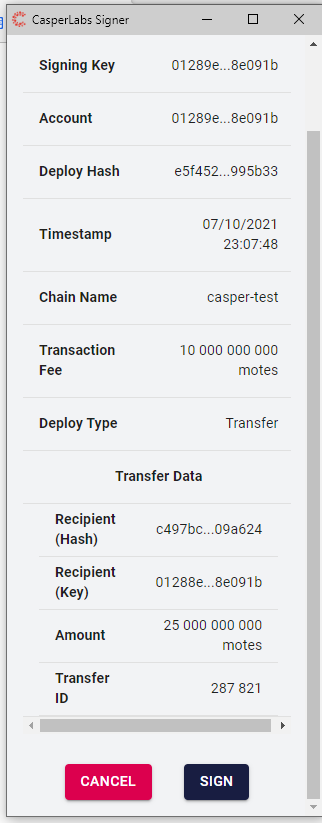 CasperLabs Signer
Signing Key 01289e...8e091b
Account 01289e...8e091b
Deploy Hash e5f452...995b33
Timestamp 07/10/2021
23:07:48
Chain Name casper-test
Transaction
Fee 10 000 000 000
motes
Deploy Type Transfer
Transfer Data
Recipient
(Hash) c497bc...09a624
Recipient
(Key) 01288e...8e091b
Amount 25 000 000 000
motes
Transfer
ID 287 821
CANCEL SIGN